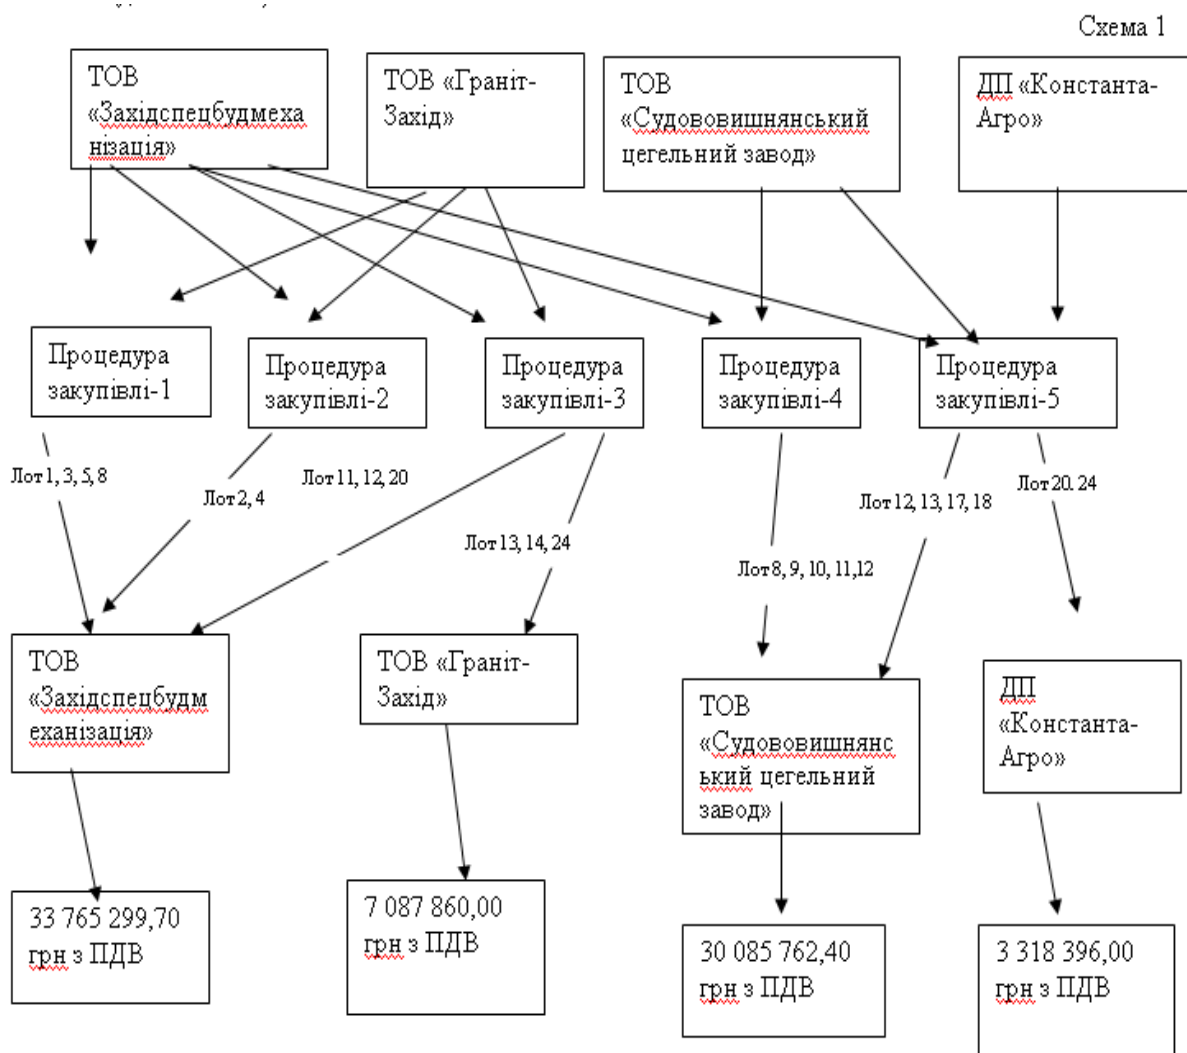 Схема 1
ТОВ
«Західспецбудмеха
нізація»
ТОВ «Граніт-
Захід»
ТОВ
«Судововишнянський
цегельний завод»
ДП «Константа-
Агро»
Процедура
закупівлі-1
Процедура
закупівлі-2
Процедура
закупівлі-3
Процедура
закупівлі-4
Процедура
закупівлі-5
Лот 1, 3, 5, 8
Лот 2, 4
Лот 11, 12, 20
Лот 13, 14, 24
Лот 8, 9, 10, 11,12
Лот 12, 13, 17, 18
Лот 20. 24
ТОВ
«Західспецбудм
еханізація»
ТОВ «Граніт-
Захід»
ТОВ
«Судововишнянс
ький цегельний
завод»
ДП
«Константа-
Агро»
33 765 299,70
грн з ПДВ
7 087 860,00
грн з ПДВ
30 085 762,40
грн з ПДВ
3 318 396,00
грн з ПДВ